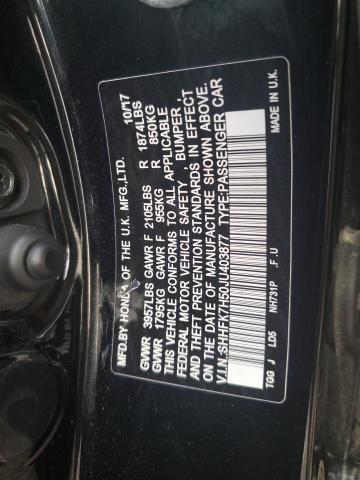 MFD.BY HONDA OF THE U.K. MFG.,LTD. 10/17
GVWR 3957LBS GAWR F 2105LBS R 1874LBS
GVWR 1795KG GAWR F 955KG R 850KG
THIS VEHICLE CONFORMS TO ALL APPLICABLE
FEDERAL MOTOR VEHICLE SAFETY, BUMPER,
AND THEFT PREVENTION STANDARDS IN EFFECT
ON THE DATE OF MANUFACTURE SHOWN ABOVE.
V.I.N.:SHHFK7H50JU403877 TYPE:PASSENGER CAR
TGG J LD5 NH731P .F .U MADE IN U.K.